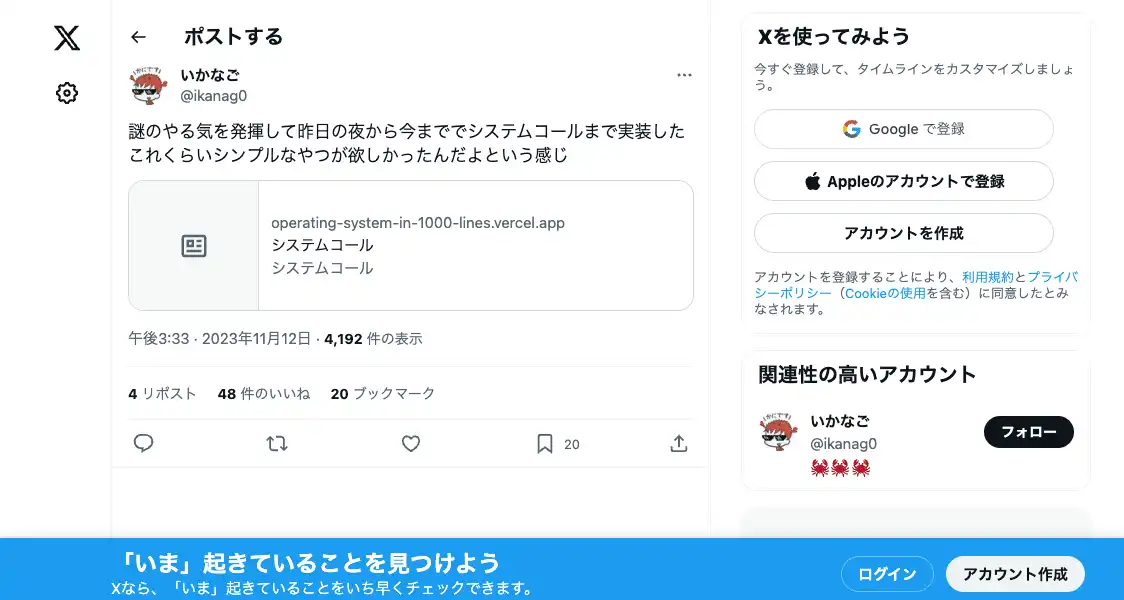 ポストする
いかなご
@ikanag0
謎のやる気を発揮して昨日の夜から今まででシステムコールまで実装した
これくらいシンプルなやつが欲しかったんだよという感じ
operating-system-in-1000-lines.vercel.app
システムコール
システムコール
午後3:33 · 2023年11月12日 · 4,192 件の表示
4 リポスト 48 件のいいね 20 ブックマーク
20
Xを使ってみよう
今すぐ登録して、タイムラインをカスタマイズしましょ
う。
Google で登録
Appleのアカウントで登録
アカウントを作成
アカウントを登録することにより、利用規約とプライバ
シーポリシー（Cookieの使用を含む）に同意したとみ
なされます。
関連性の高いアカウント
いかなご
@ikanag0
フォロー
🦀🦀🦀
「いま」起きていることを見つけよう
Xなら、「いま」起きていることをいち早くチェックできます。
ログイン
アカウント作成